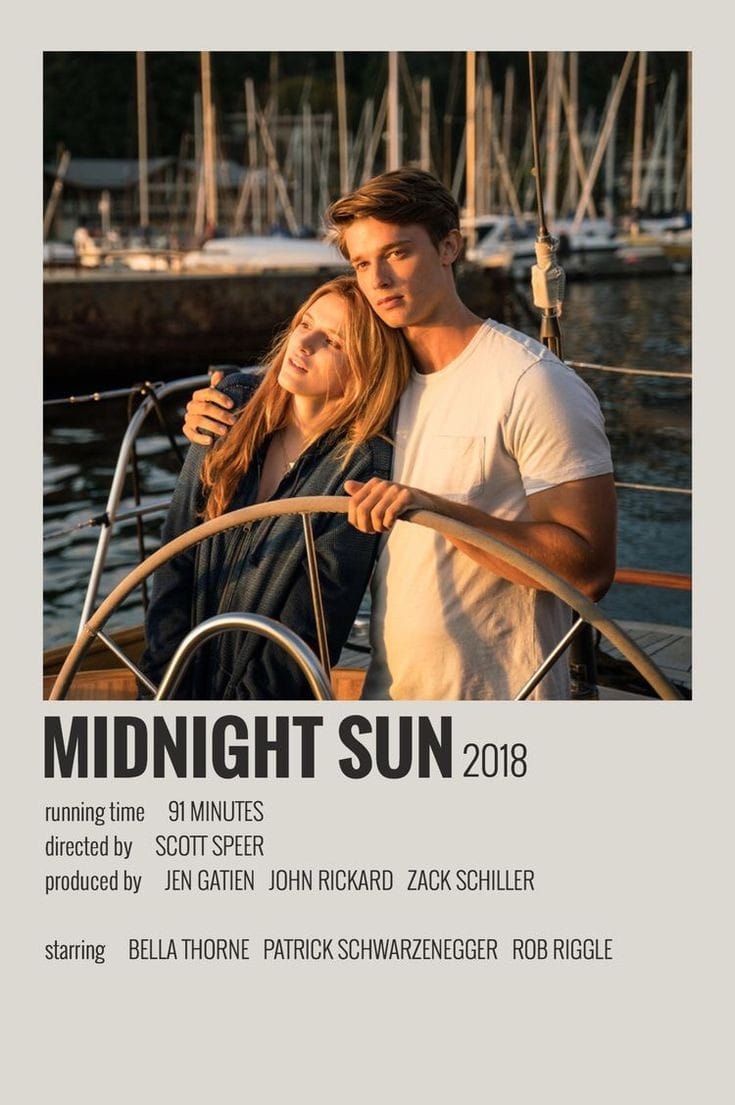 MIDNIGHT SUN 2018
running time 91 MINUTES
directed by SCOTT SPEER
produced by JEN GATIEN JOHN RICKARD ZACK SCHILLER
starring BELLA THORNE PATRICK SCHWARZENEGGER ROB RIGGLE